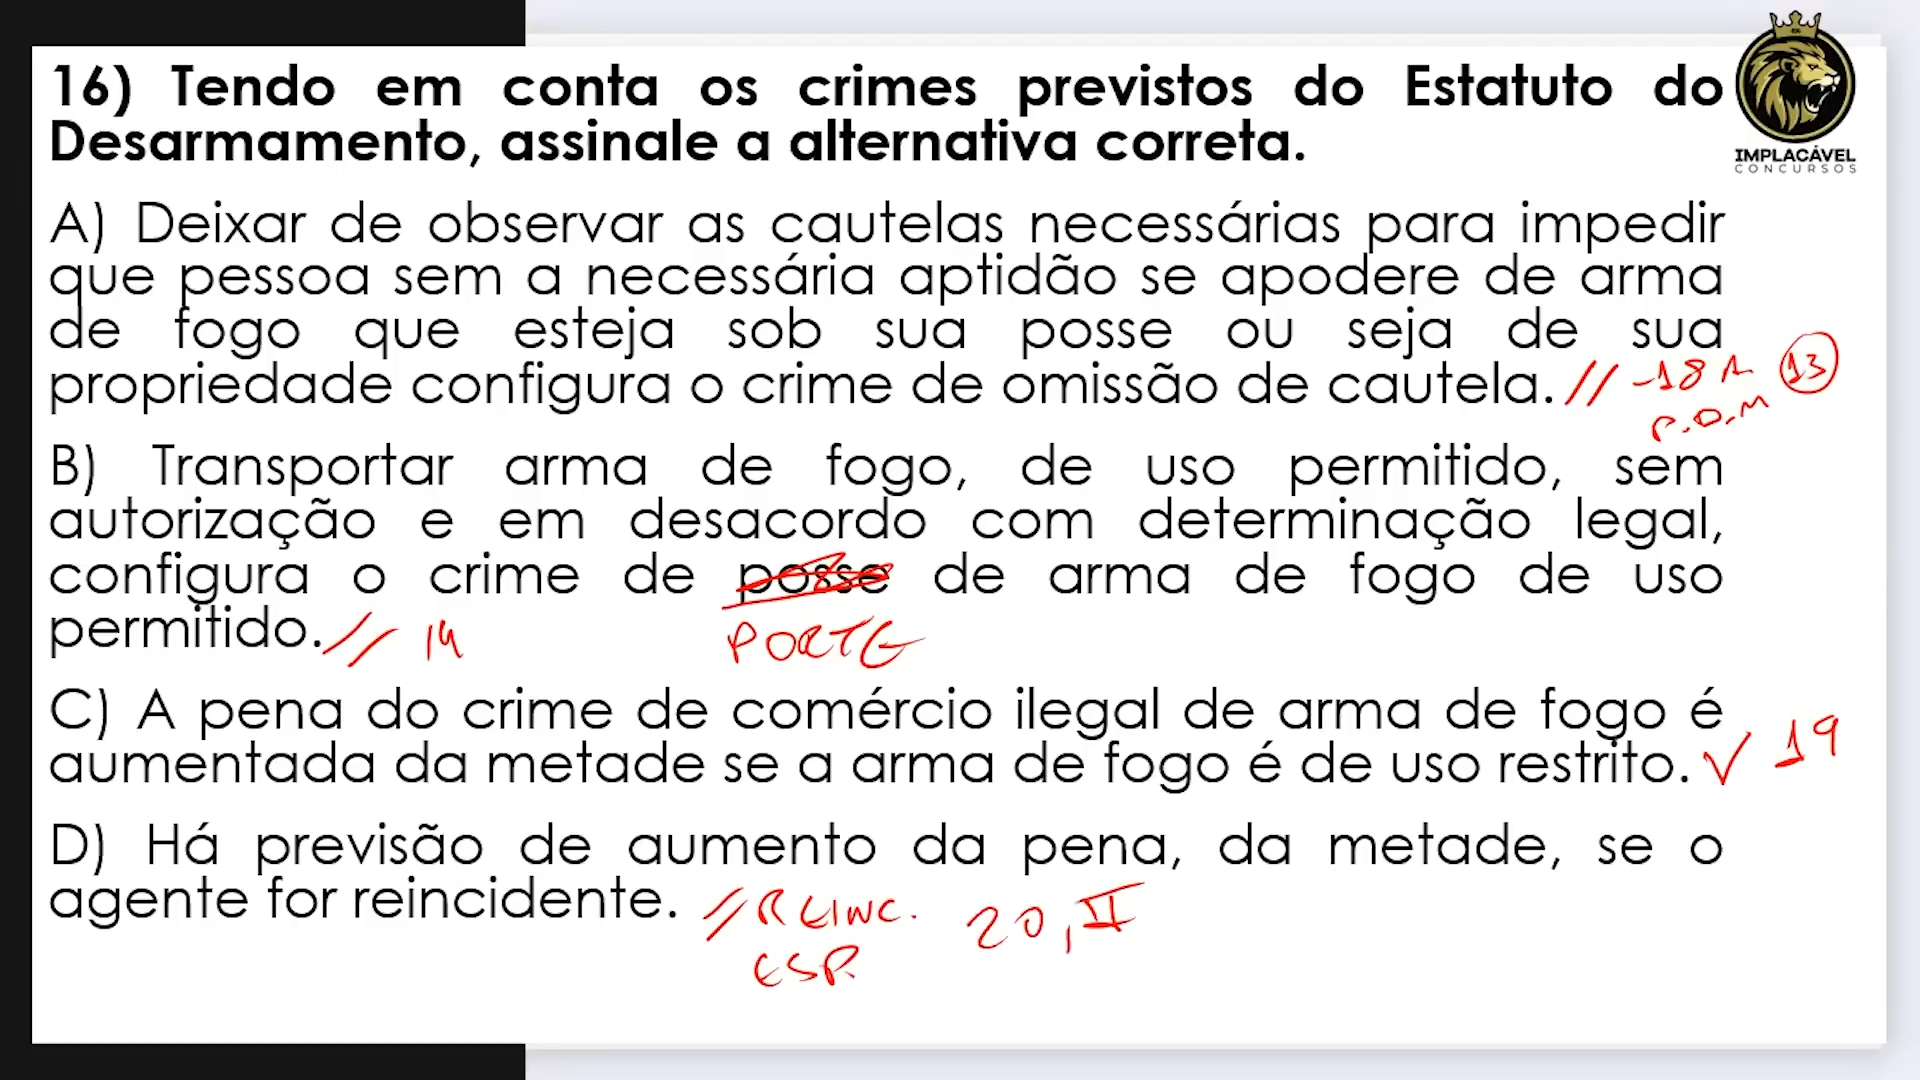 16) Tendo em conta os crimes previstos do Estatuto do
Desarmamento, assinale a alternativa correta.
IMPLACÁVEL
CONCURSOS
A) Deixar de observar as cautelas necessárias para impedir
que pessoa sem a necessária aptidão se apodere de arma
de fogo que esteja sob sua posse ou seja de sua
propriedade configura o crime de omissão de cautela. // -18 13
P.D.M
B) Transportar arma de fogo, de uso permitido, sem
autorização e em desacordo com determinação legal,
configura o crime de posse de arma de fogo de uso
permitido. // 14 PORTE
C) A pena do crime de comércio ilegal de arma de fogo é
aumentada da metade se a arma de fogo é de uso restrito. ✓ 19
D) Há previsão de aumento da pena, da metade, se o
agente for reincidente. // REINC. 20, II
ESP.